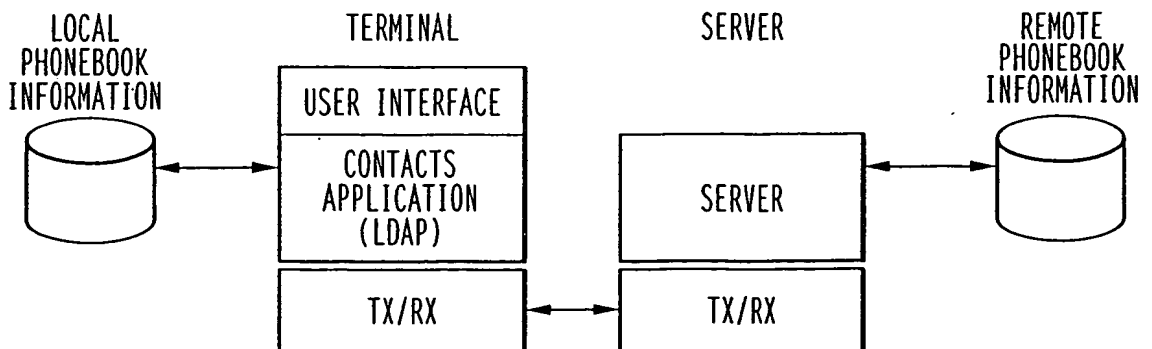 LOCAL
PHONEBOOK
INFORMATION
TERMINAL
SERVER
REMOTE
PHONEBOOK
INFORMATION
USER INTERFACE
CONTACTS
APPLICATION
(LDAP)
SERVER
TX/RX
TX/RX